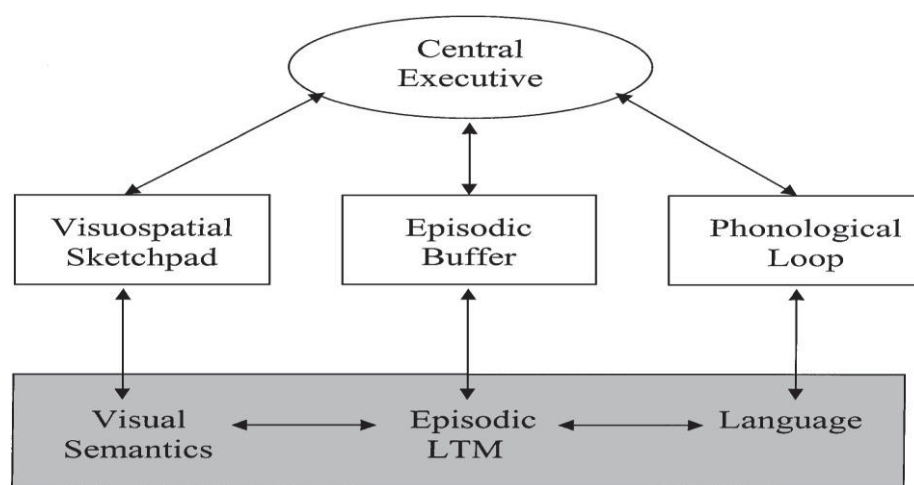 Central
Executive
Visuospatial
Sketchpad
Episodic
Buffer
Phonological
Loop
Visual
Semantics
Episodic
LTM
Language